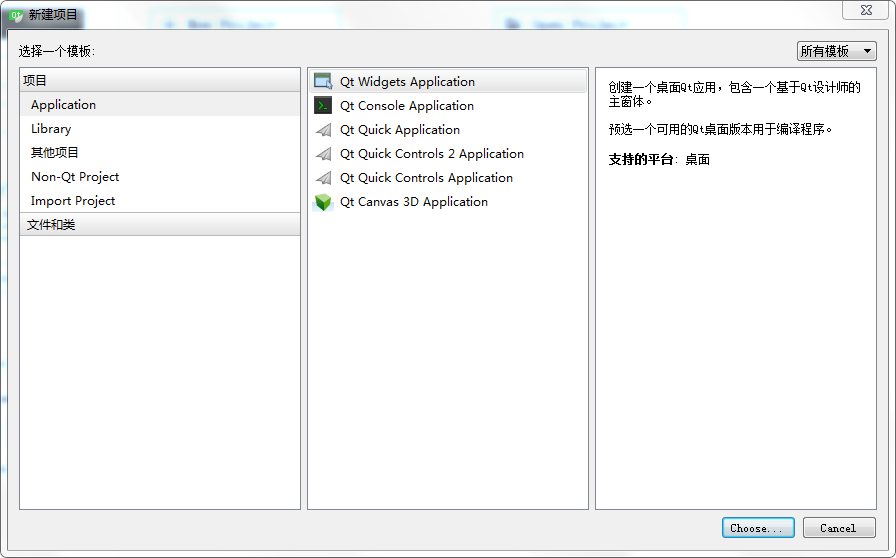 新建项目
选择一个模板:
所有模板
项目
Application
Library
其他项目
Non-Qt Project
Import Project
文件和类
Qt Widgets Application
Qt Console Application
Qt Quick Application
Qt Quick Controls 2 Application
Qt Quick Controls Application
Qt Canvas 3D Application
创建一个桌面Qt应用，包含一个基于Qt设计师的
主窗体。
预选一个可用的Qt桌面版本用于编译程序。
支持的平台: 桌面
Choose...
Cancel